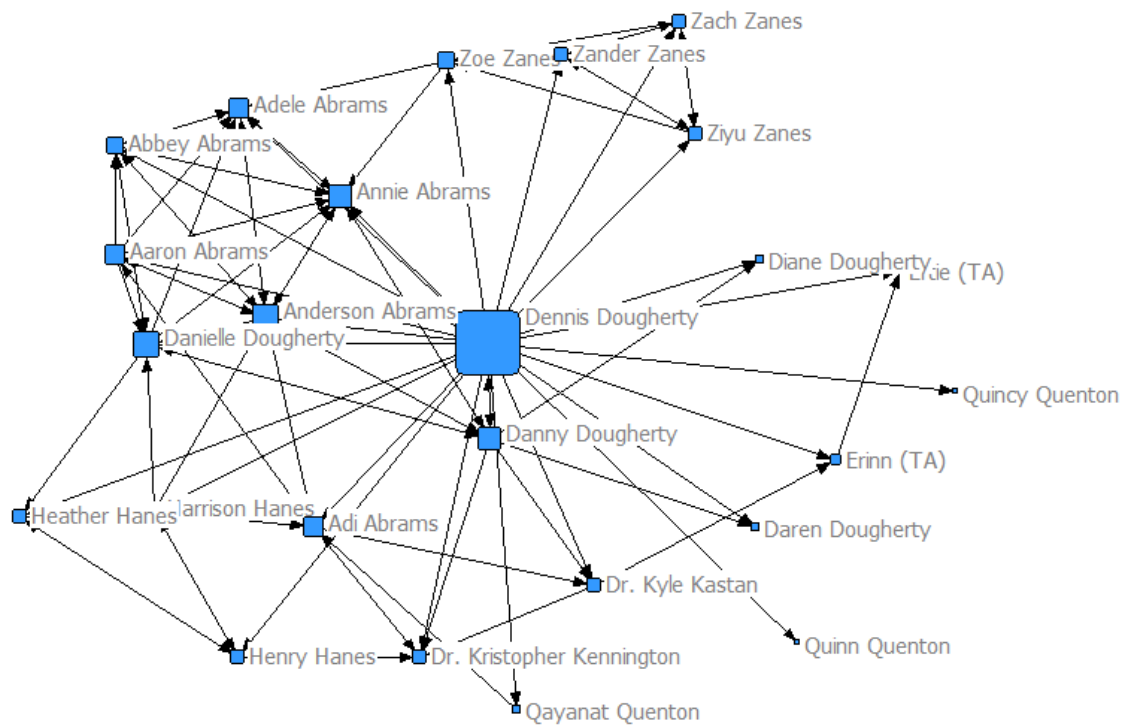 Zach Zanes
Zoe Zanes
Zander Zanes
Adele Abrams
Ziyu Zanes
Abbey Abrams
Annie Abrams
Aaron Abrams
Diane Dougherty
(TA)
Anderson Abrams
Dennis Dougherty
Danielle Dougherty
Quincy Quenton
Danny Dougherty
Erinn (TA)
Heather Hanes
Harrison Hanes
Adi Abrams
Daren Dougherty
Dr. Kyle Kastan
Quinn Quenton
Henry Hanes
Dr. Kristopher Kennington
Qayanat Quenton